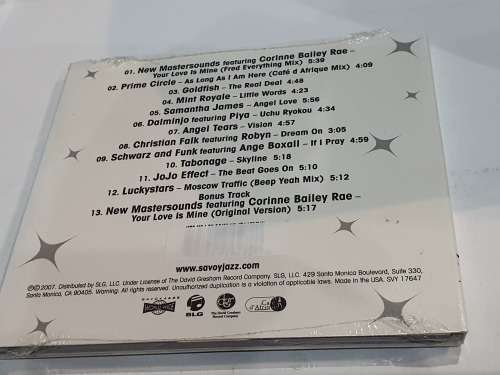 01. New Mastersounds featuring Corinne Bailey Rae –
Your Love Is Mine (Fred Everything Mix) 5:39
02. Prime Circle – As Long As I Am Here (Café d Afrique Mix) 4:09
03. Goldfish – The Real Deal 4:48
04. Mint Royale – Little Words 4:23
05. Samantha James – Angel Love 5:56
06. Dalminjo featuring Piya – Uchu Ryokou 4:34
07. Angel Tears – Vision 4:57
08. Christian Falk featuring Robyn – Dream On 3:05
09. Schwarz and Funk featuring Ange Boxall – If I Pray 4:59
10. Tabonage – Skyline 5:18
11. JoJo Effect – The Beat Goes On 5:10
12. Luckystars – Moscow Traffic (Beep Yeah Mix) 5:12
Bonus Track
13. New Mastersounds featuring Corinne Bailey Rae –
Your Love Is Mine (Original Version) 5:17
www.savoyjazz.com
℗©2007. Distributed by SLG, LLC. Under License of The David Gresham Record Company. SLG, LLC. 429 Santa Monica Boulevard, Suite 330,
Santa Monica, CA 90405. Warning. All rights reserved. Unauthorized duplication is a violation of applicable laws. Made in the USA. SVY 17647
SLG
The David Gresham
Record Company